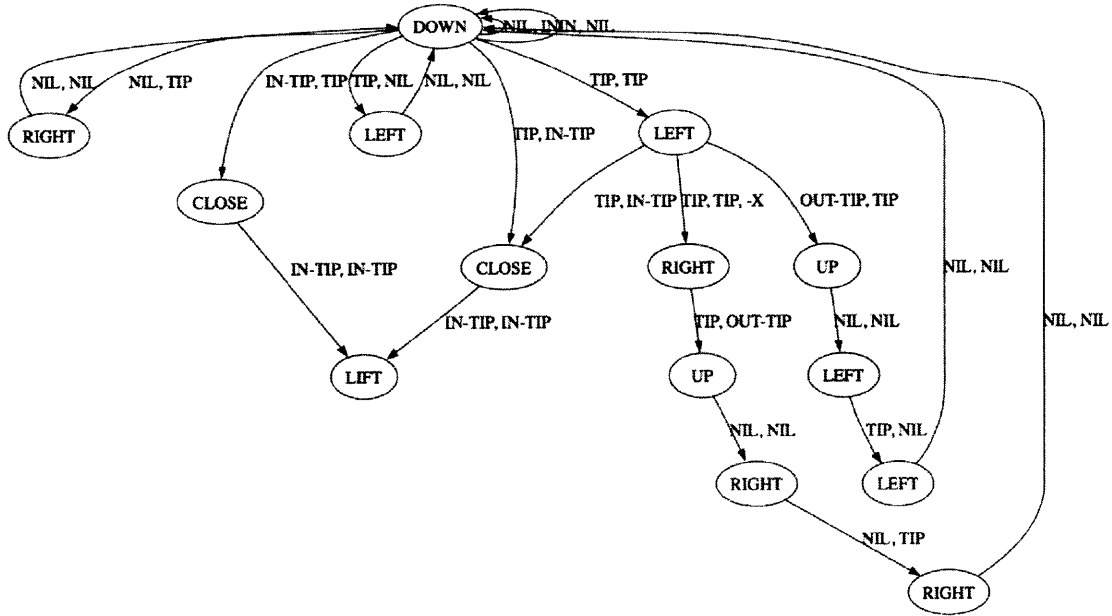 DOWN
NIL, IN
IN, NIL
NIL, NIL
NIL, TIP
IN-TIP, TIP
TIP, NIL
NIL, NIL
TIP, TIP
RIGHT
LEFT
TIP, IN-TIP
LEFT
CLOSE
TIP, IN-TIP
TIP, TIP, -X
OUT-TIP, TIP
IN-TIP, IN-TIP
CLOSE
RIGHT
UP
NIL, NIL
IN-TIP, IN-TIP
TIP, OUT-TIP
NIL, NIL
NIL, NIL
LIFT
UP
LEFT
NIL, NIL
TIP, NIL
RIGHT
LEFT
NIL, TIP
RIGHT